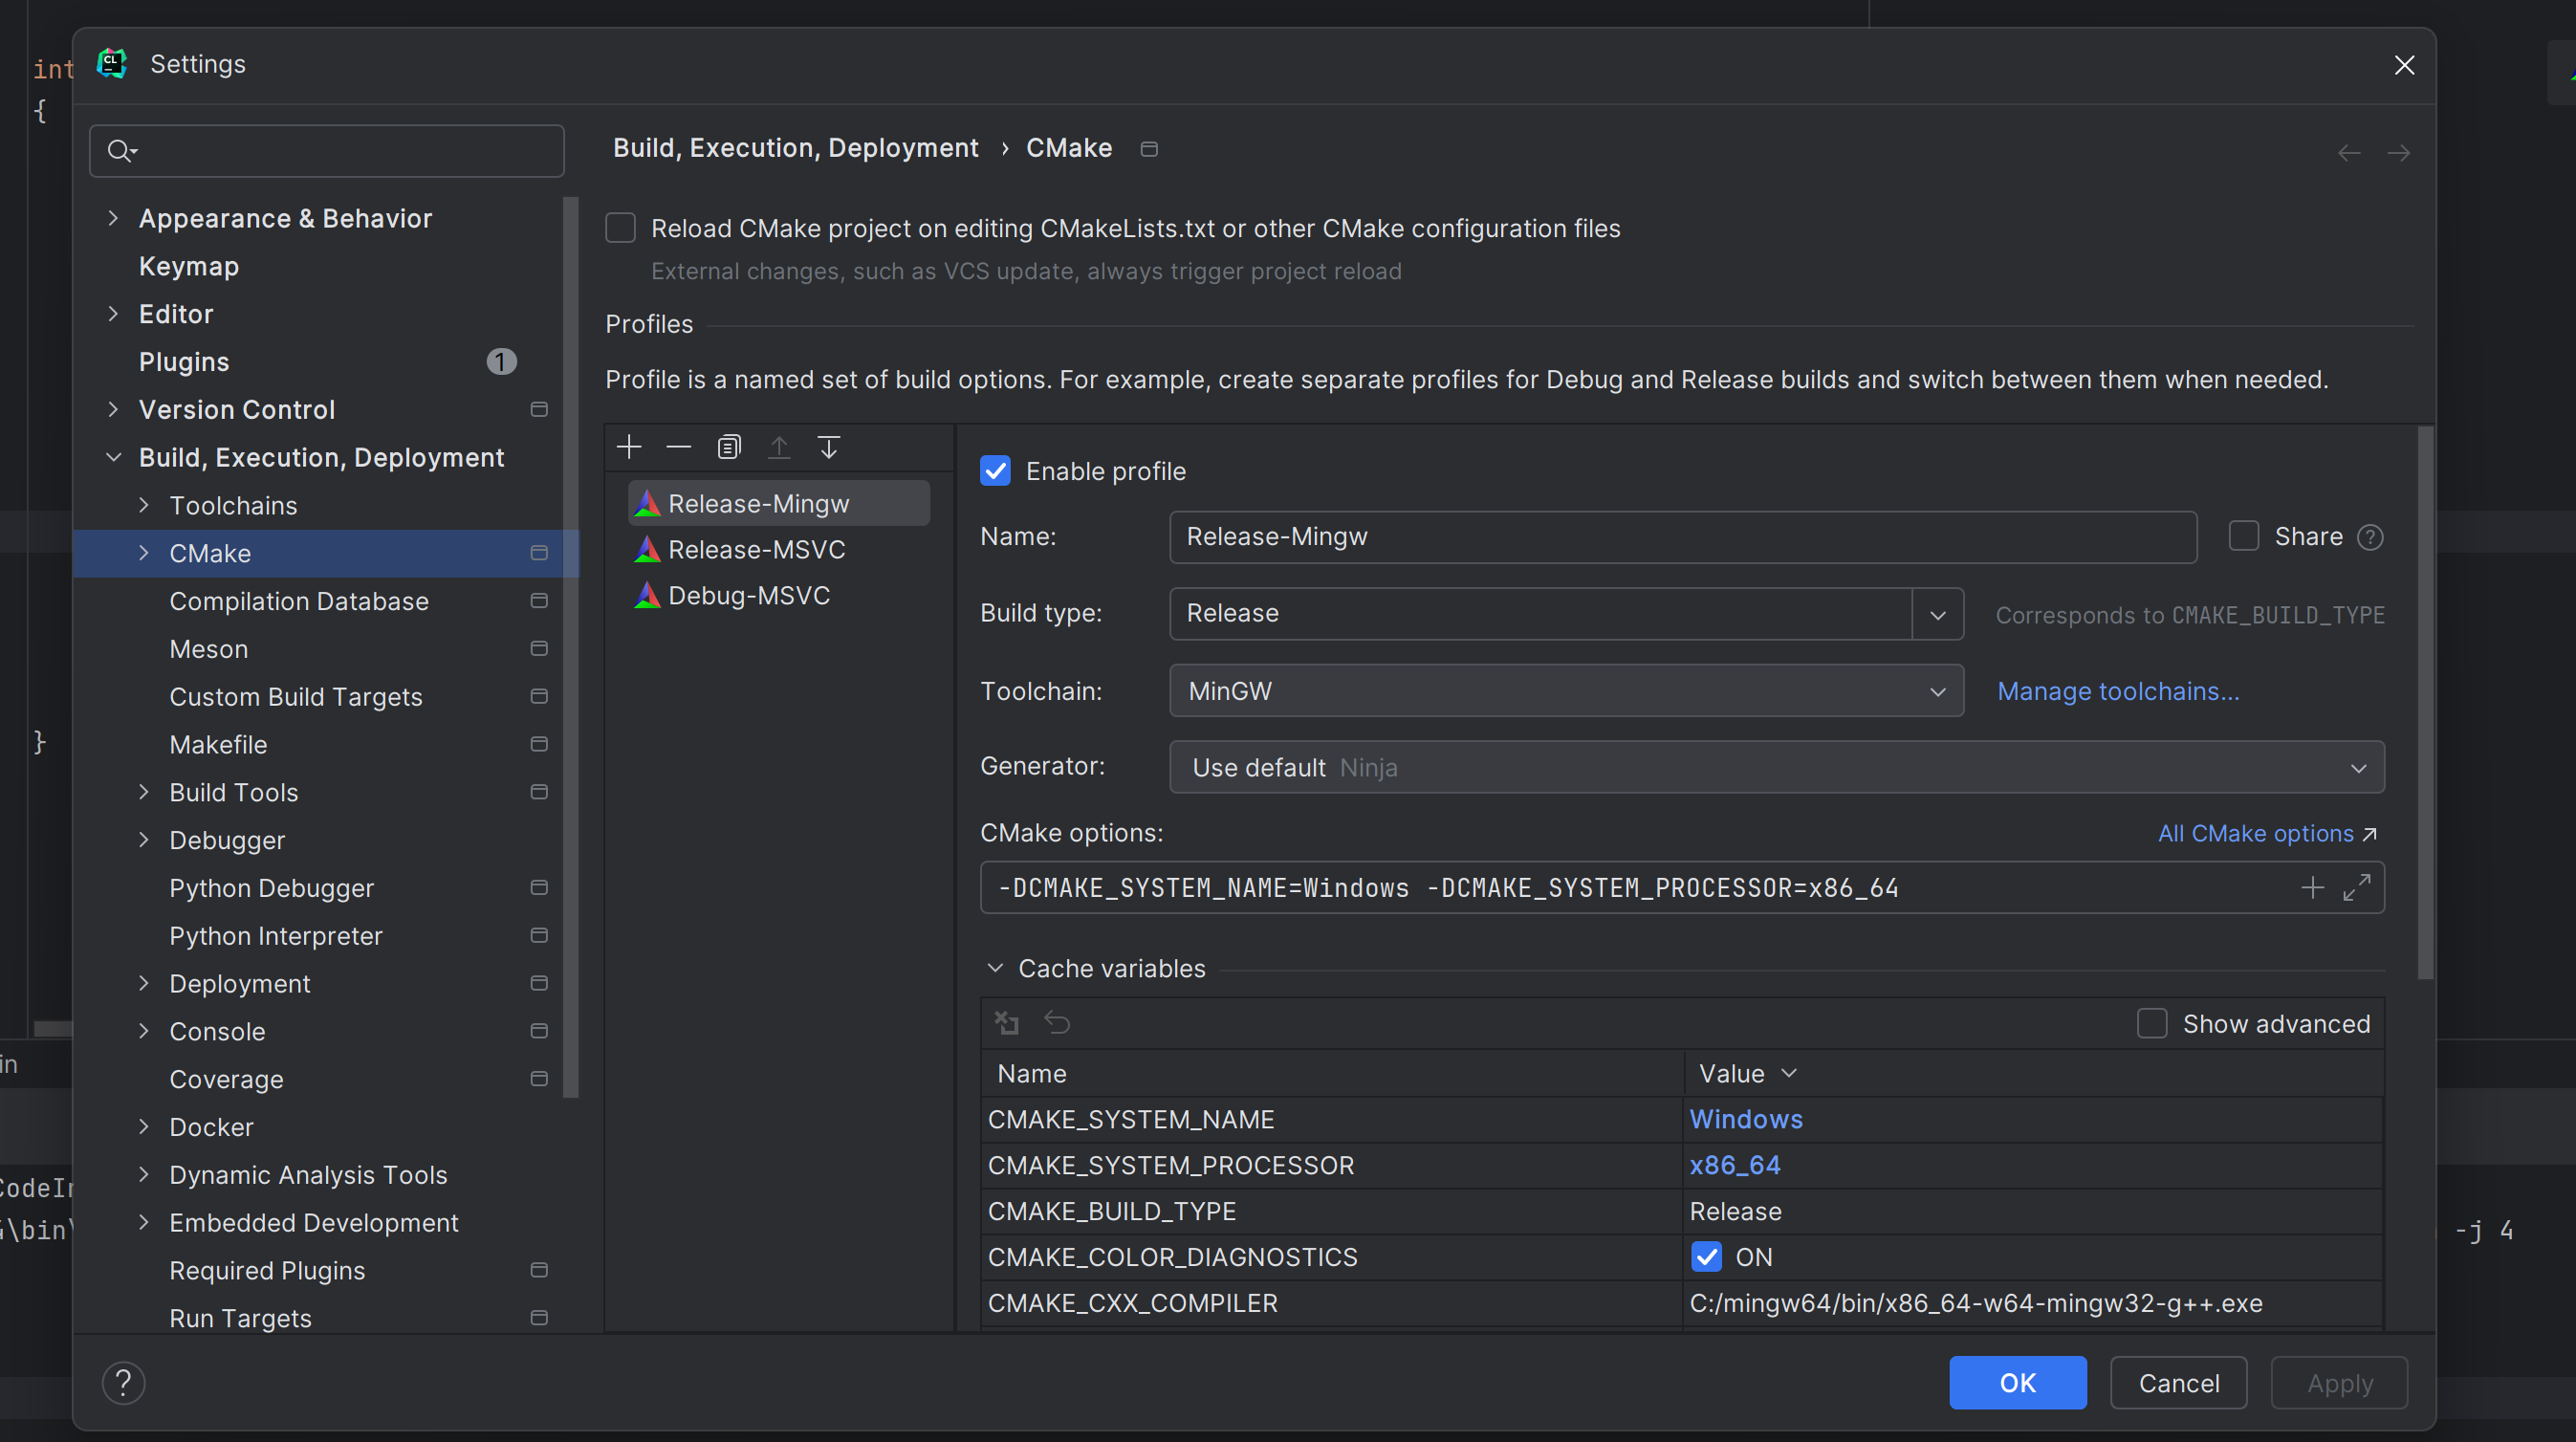 int
{
}
in
CodeIn
4\bin\
-j 4
CL
Settings
Appearance & Behavior
Keymap
Editor
Plugins 1
Version Control
Build, Execution, Deployment
Toolchains
CMake
Compilation Database
Meson
Custom Build Targets
Makefile
Build Tools
Debugger
Python Debugger
Python Interpreter
Deployment
Console
Coverage
Docker
Dynamic Analysis Tools
Embedded Development
Required Plugins
Run Targets
Build, Execution, Deployment › CMake
Reload CMake project on editing CMakeLists.txt or other CMake configuration files
External changes, such as VCS update, always trigger project reload
Profiles
Profile is a named set of build options. For example, create separate profiles for Debug and Release builds and switch between them when needed.
Release-Mingw
Release-MSVC
Debug-MSVC
Enable profile
Name: Release-Mingw Share ?
Build type: Release Corresponds to CMAKE_BUILD_TYPE
Toolchain: MinGW Manage toolchains...
Generator: Use default Ninja
CMake options: All CMake options ↗
-DCMAKE_SYSTEM_NAME=Windows -DCMAKE_SYSTEM_PROCESSOR=x86_64
Cache variables
Show advanced
Name Value
CMAKE_SYSTEM_NAME Windows
CMAKE_SYSTEM_PROCESSOR x86_64
CMAKE_BUILD_TYPE Release
CMAKE_COLOR_DIAGNOSTICS ON
CMAKE_CXX_COMPILER C:/mingw64/bin/x86_64-w64-mingw32-g++.exe
? OK Cancel Apply